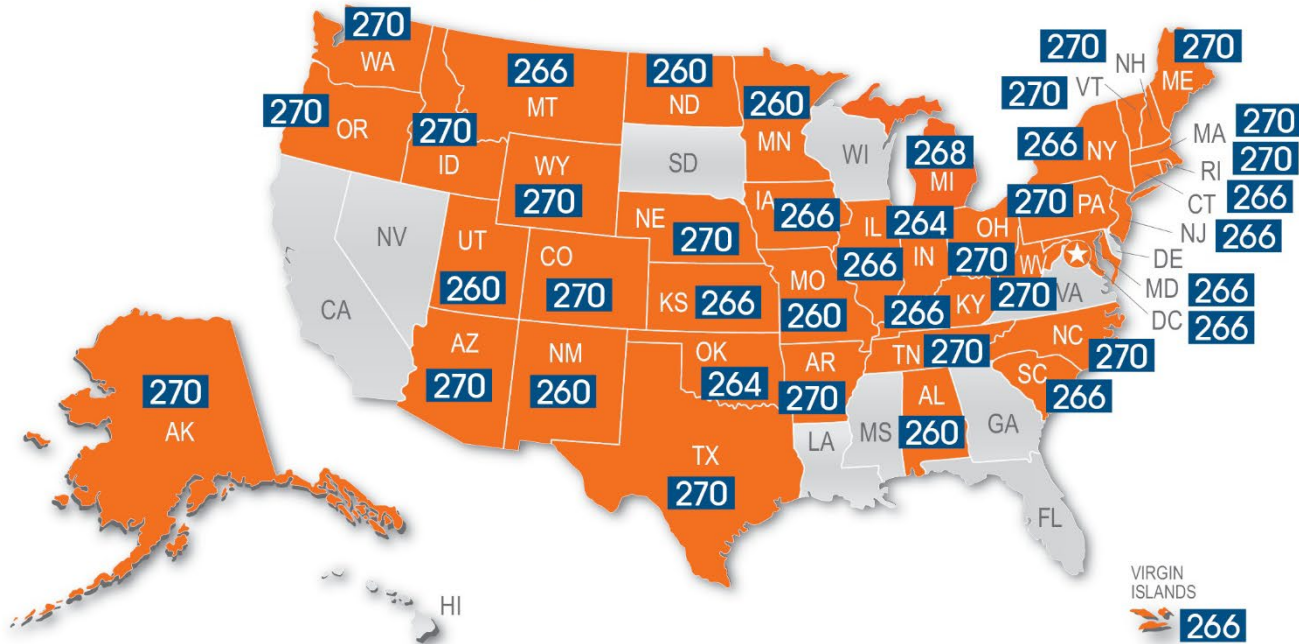 270
WA
270
OR
270
ID
266
MT
260
ND
260
MN
SD
WI
268
MI
WY
270
NE
270
IA
266
IL
266
264
IN
OH
270
NV
UT
260
CO
270
KS
266
MO
260
266
KY
WV
270
VA
CA
AZ
270
NM
260
OK
264
AR
270
TN
270
NC
270
SC
266
AL
260
MS
GA
LA
TX
270
FL
270
AK
HI
270
NH
270
VT
270
ME
266
NY
MA
270
RI
270
CT
266
270
PA
NJ
266
DE
MD
266
DC
266
VIRGIN
ISLANDS
266